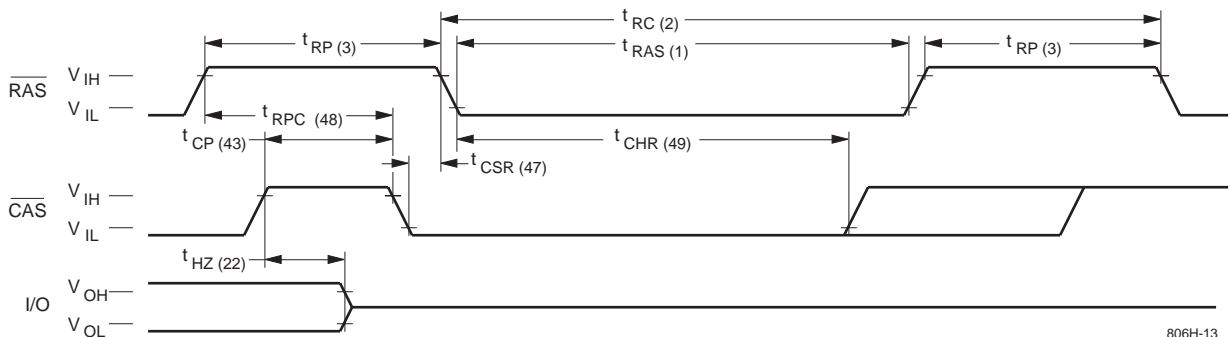 t RC (2)
t RP (3)
t RAS (1)
t RP (3)
RAS
V IH
V IL
t RPC (48)
t CP (43)
t CHR (49)
t CSR (47)
CAS
V IH
V IL
t HZ (22)
I/O
V OH
V OL
806H-13